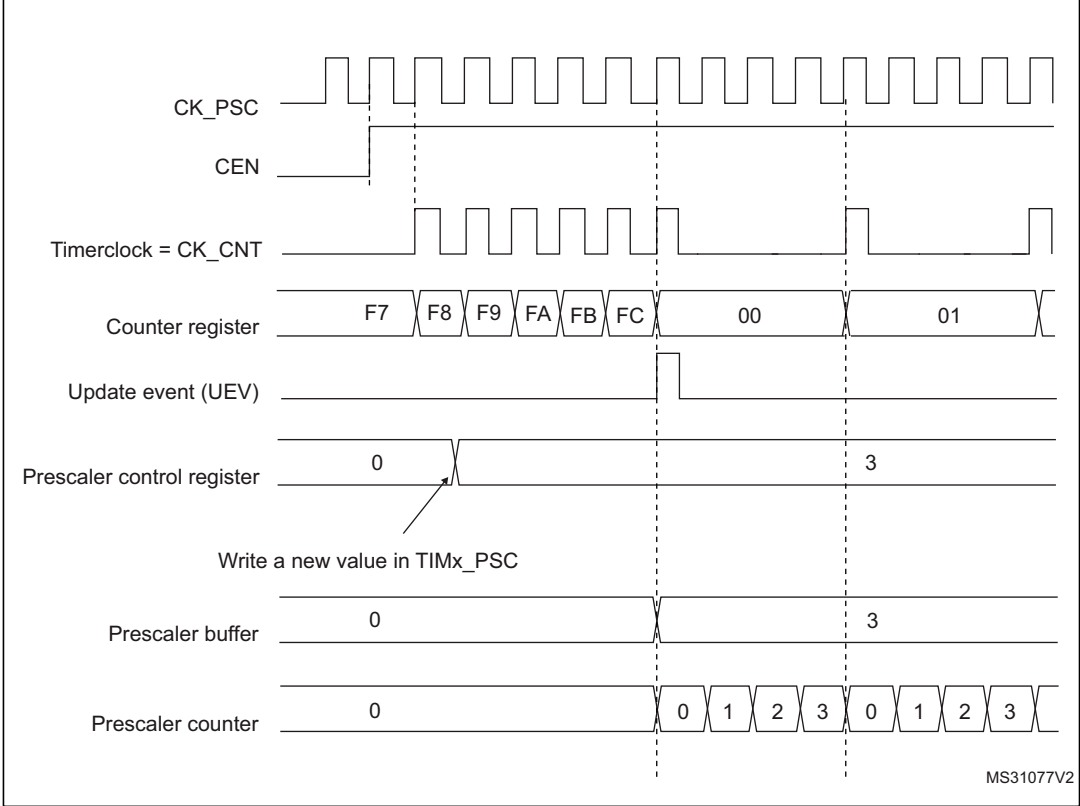 CK_PSC
CEN
Timerclock = CK_CNT
Counter register F7 F8 F9 FA FB FC 00 01
Update event (UEV)
Prescaler control register 0 3
Write a new value in TIMx_PSC
Prescaler buffer 0 3
Prescaler counter 0 0 1 2 3 0 1 2 3
MS31077V2